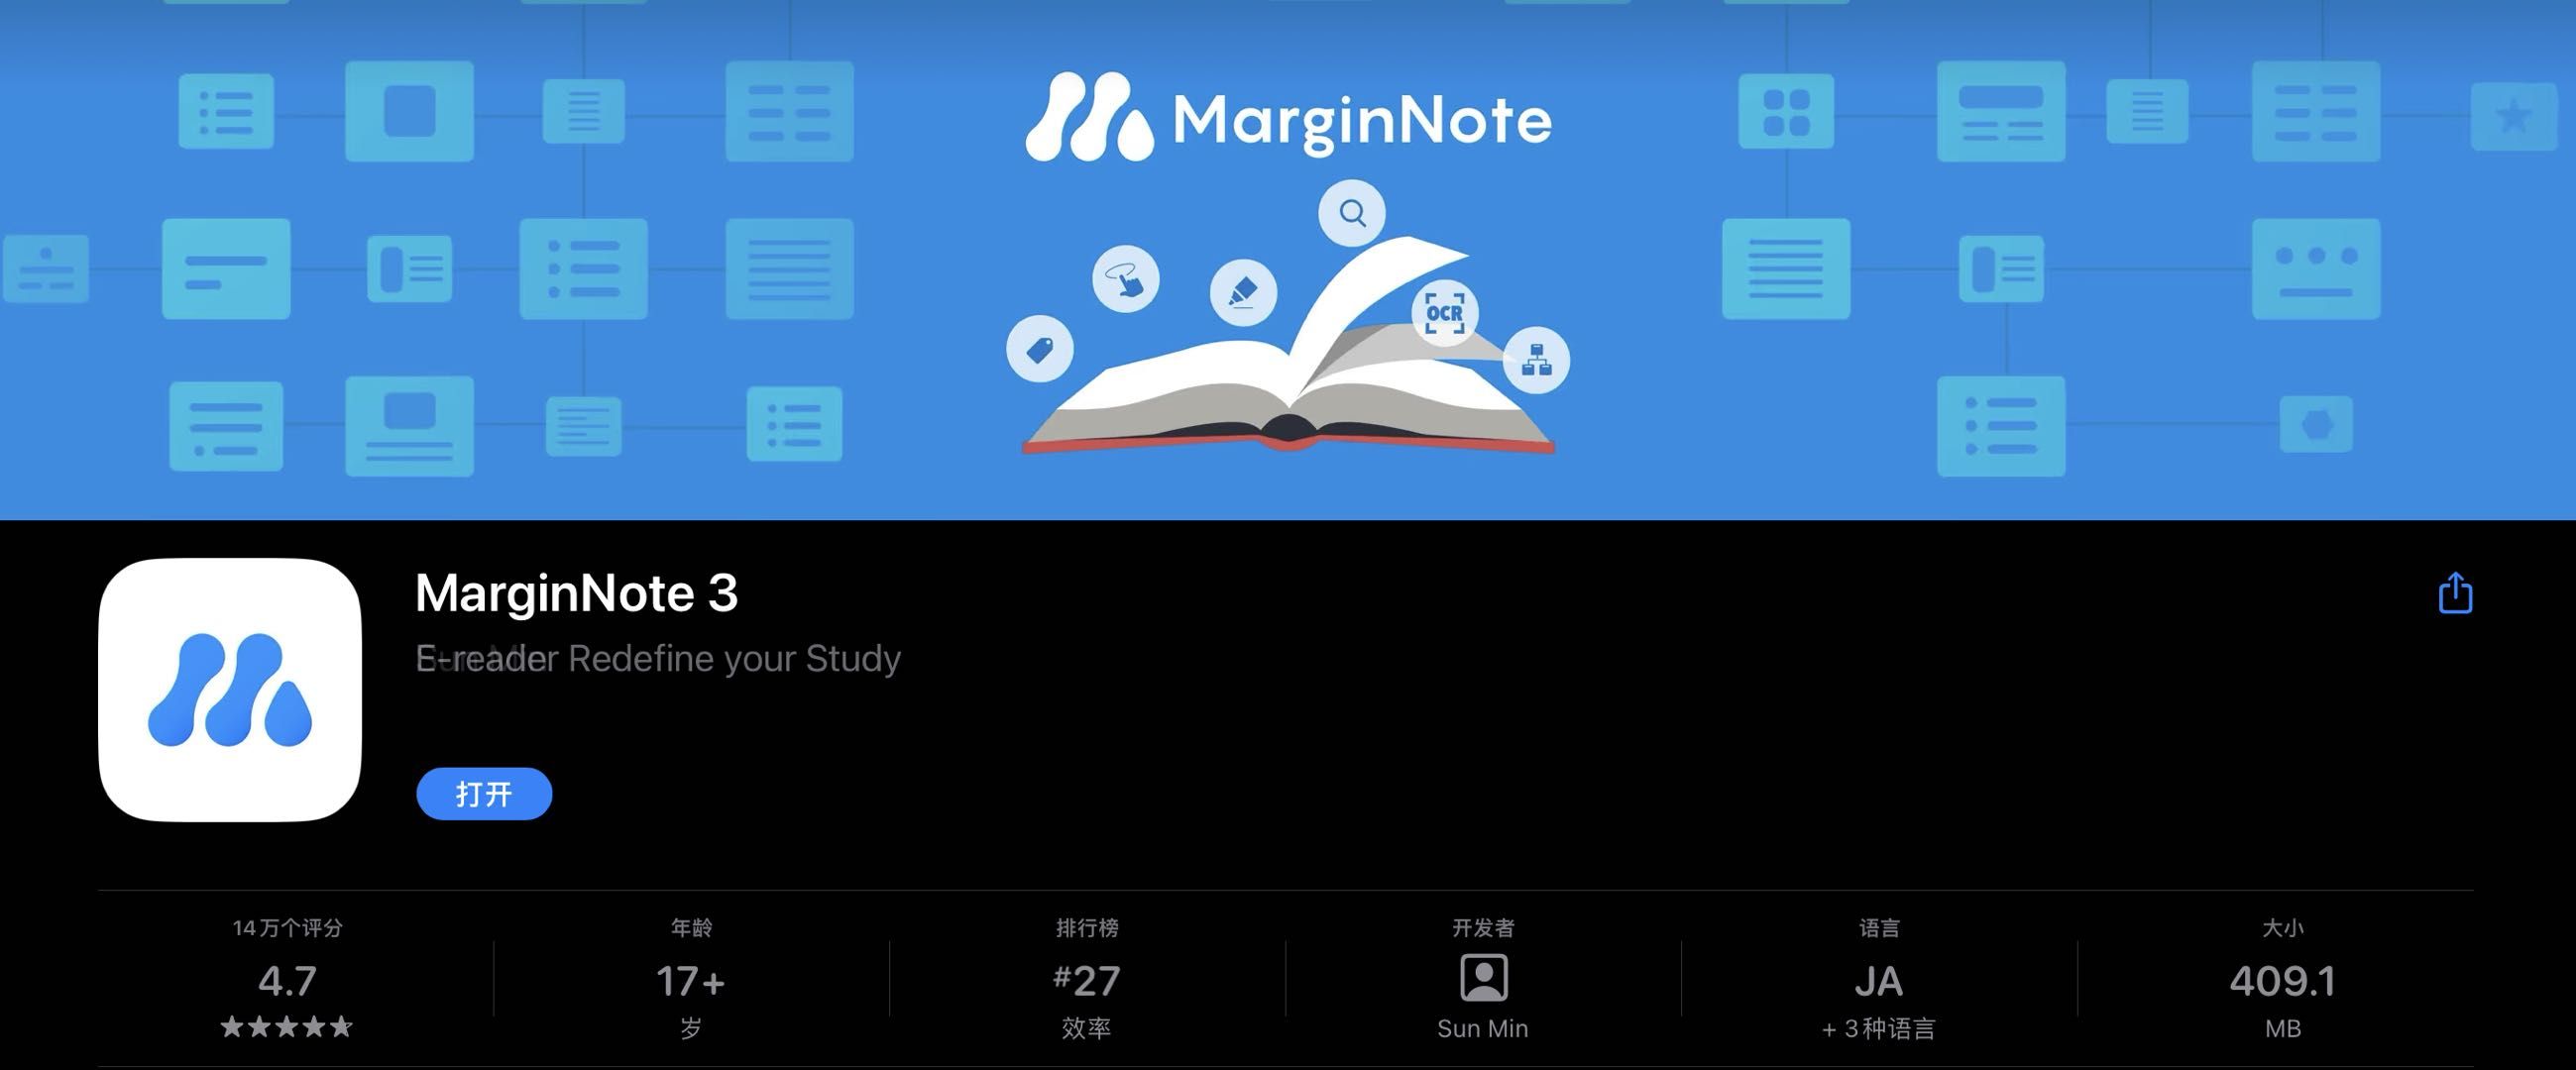 MarginNote
OCR
MarginNote 3
E-reader Redefine your Study
打开
14万个评分
4.7
年龄
17+
岁
排行榜
#27
效率
开发者
Sun Min
语言
JA
+ 3种语言
大小
409.1
MB